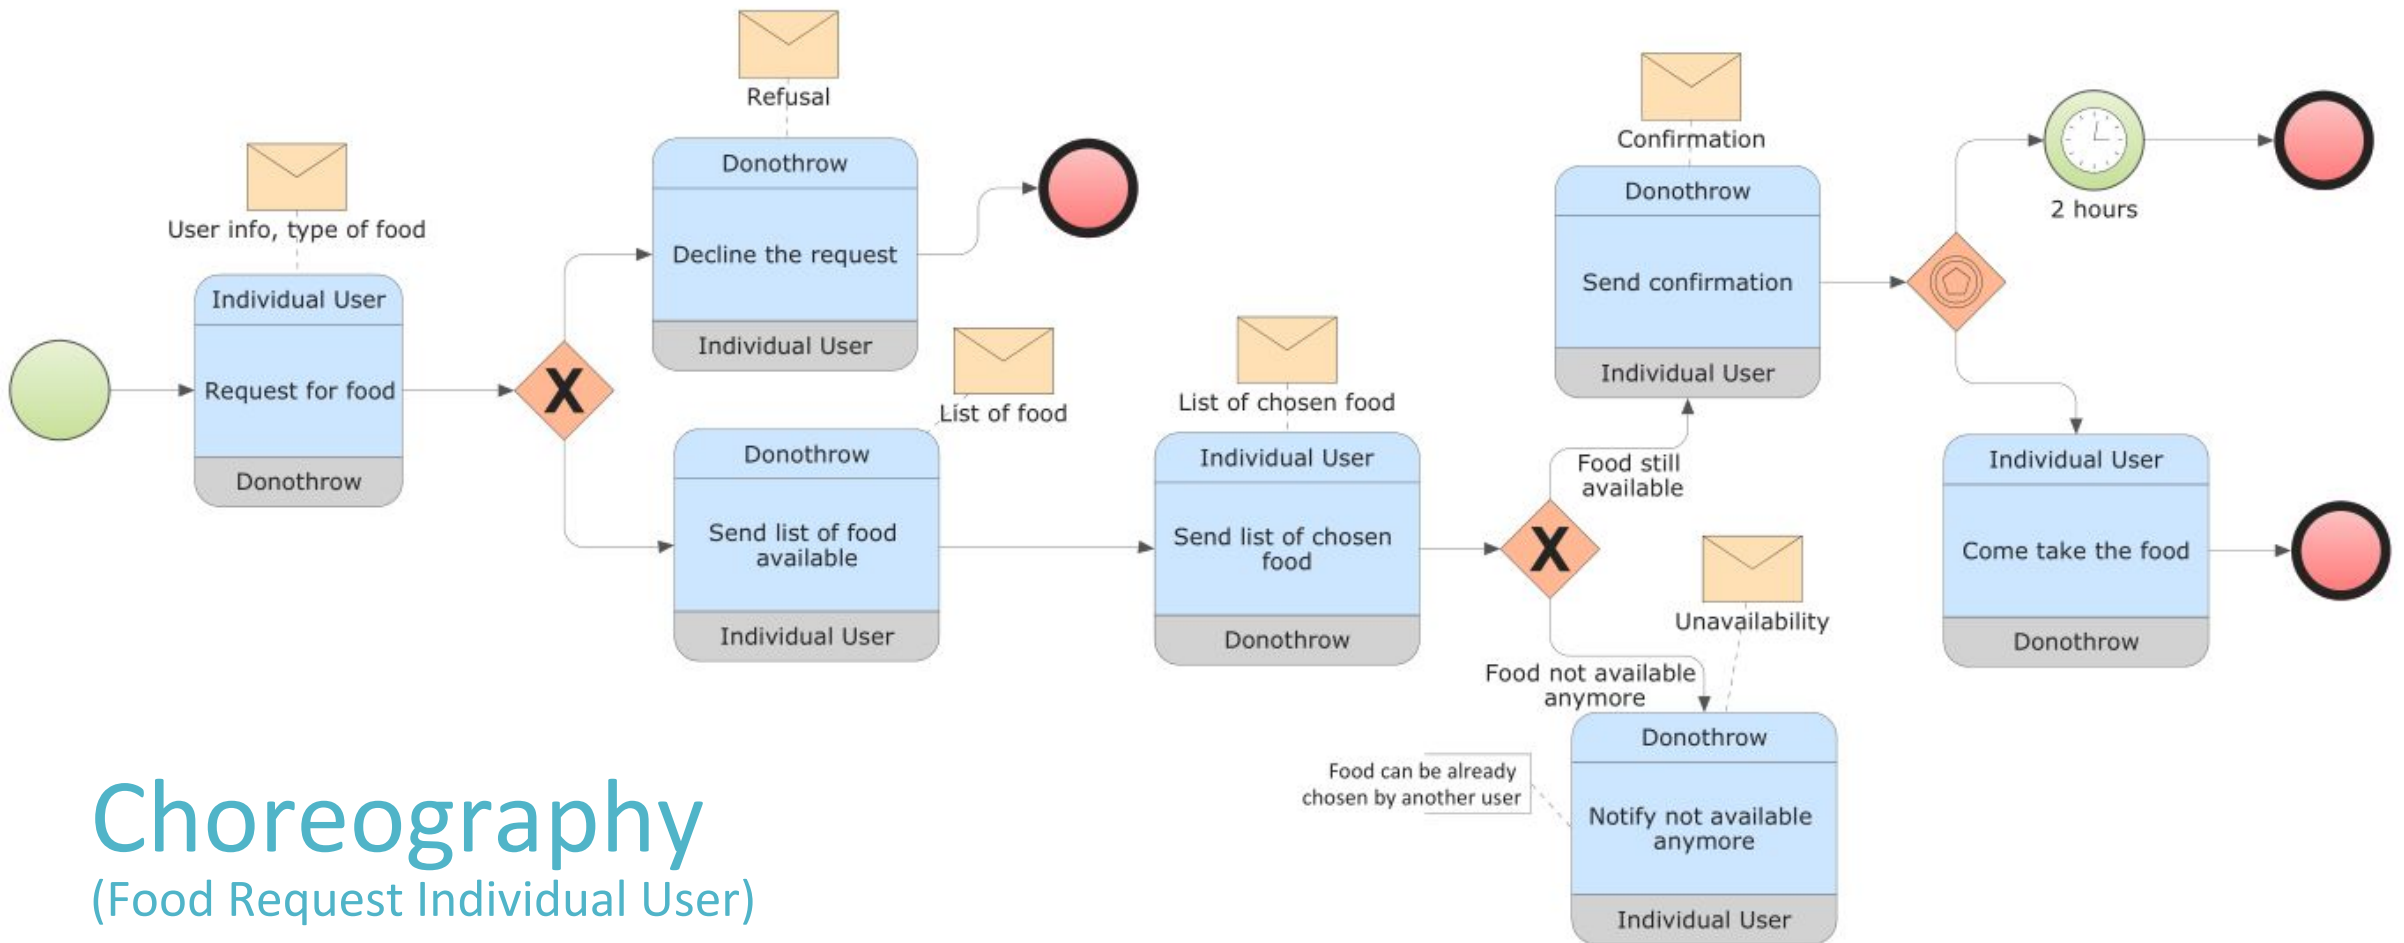 Refusal
Donothrow
Decline the request
Individual User
User info, type of food
Individual User
Request for food
Donothrow
X
List of food
Donothrow
Send list of food
available
Individual User
List of chosen food
Individual User
Send list of chosen
food
Donothrow
X
Food still
available
Confirmation
Donothrow
Send confirmation
Individual User
2 hours
Individual User
Come take the food
Donothrow
Food not available
anymore
Unavailability
Donothrow
Notify not available
anymore
Individual User
Food can be already
chosen by another user
Choreography
(Food Request Individual User)